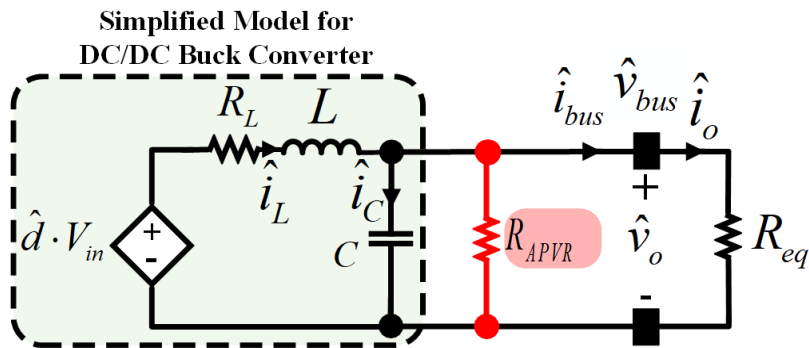 Simplified Model for
DC/DC Buck Converter
R_L
L
î_bus
v̂_bus
î_o
î_L
î_C
d̂ · V_in
+
-
C
R_APVR
+
v̂_o
-
R_eq